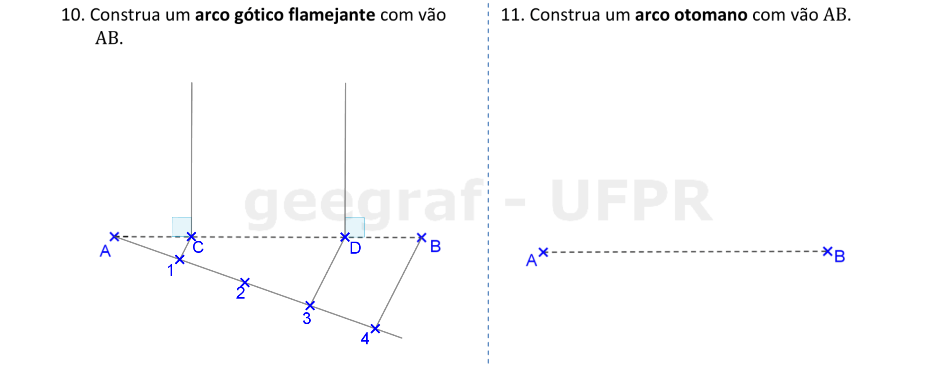 10. Construa um arco gótico flamejante com vão
AB.
A
C
D
B
1
2
3
4
11. Construa um arco otomano com vão AB.
A
B
geegraf - UFPR